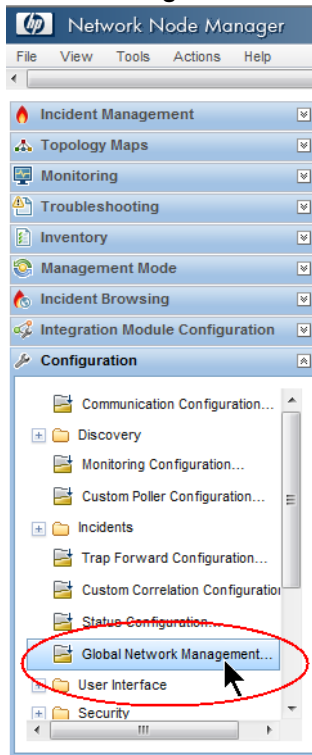 hp Network Node Manager
File View Tools Actions Help
Incident Management
Topology Maps
Monitoring
Troubleshooting
Inventory
Management Mode
Incident Browsing
Integration Module Configuration
Configuration
Communication Configuration...
Discovery
Monitoring Configuration...
Custom Poller Configuration...
Incidents
Trap Forward Configuration...
Custom Correlation Configuration
Status Configuration...
Global Network Management...
User Interface
Security